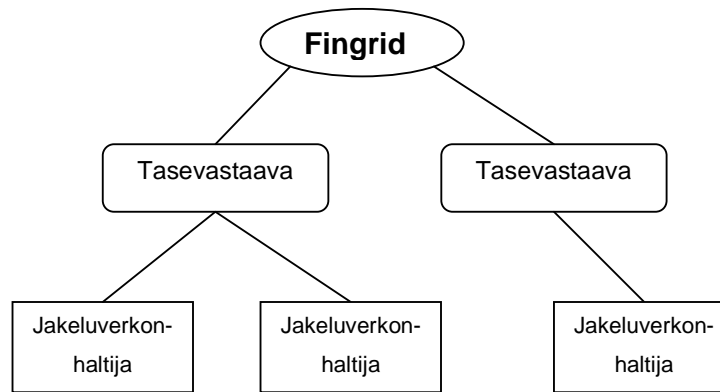 Fingrid
Tasevastaava
Tasevastaava
Jakeluverkon-
haltija
Jakeluverkon-
haltija
Jakeluverkon-
haltija